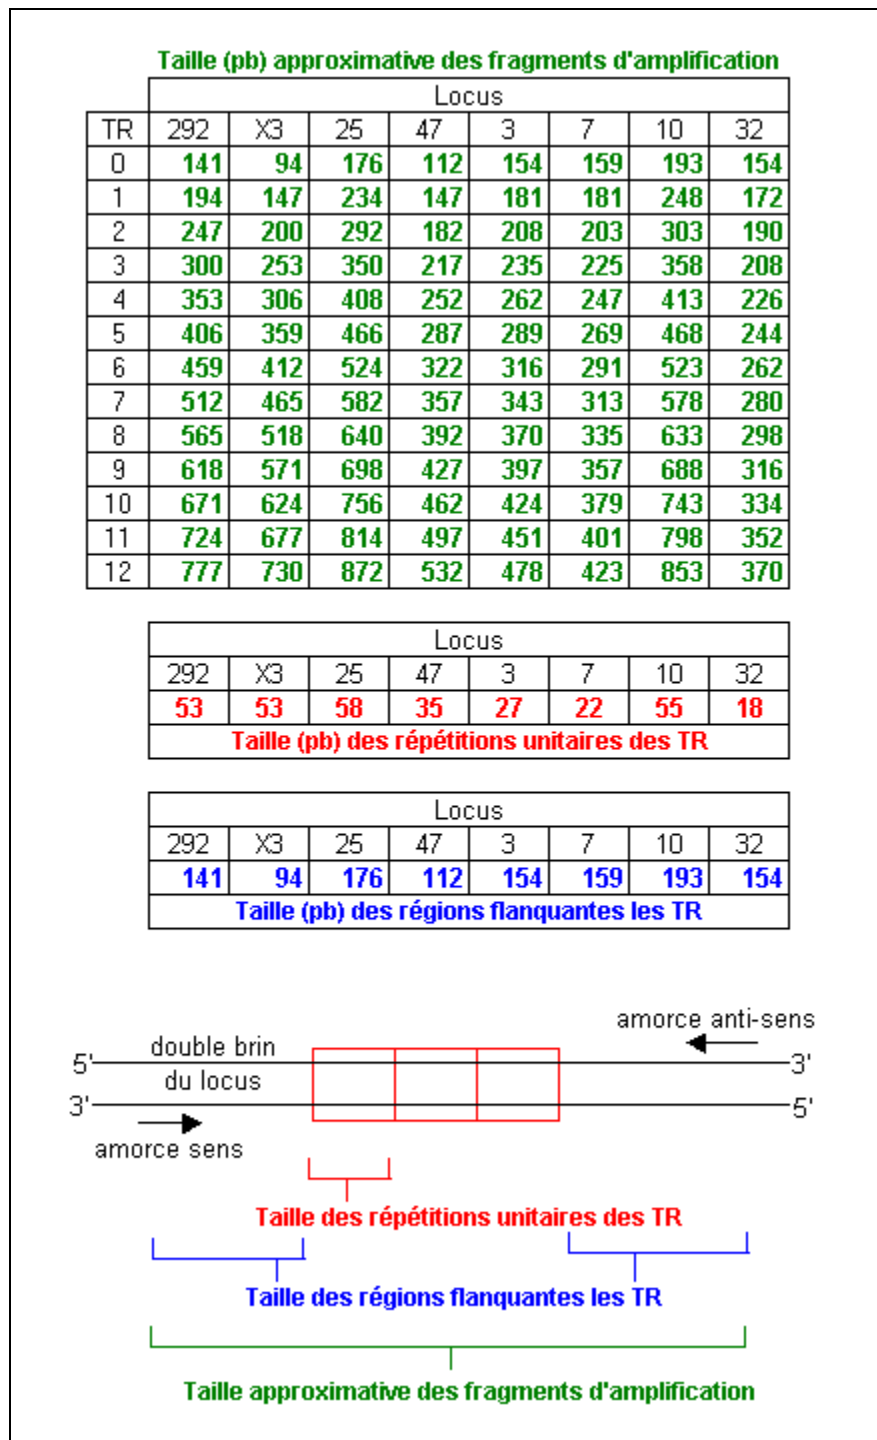 Taille (pb) approximative des fragments d'amplification
Locus
TR 292 X3 25 47 3 7 10 32
0 141 94 176 112 154 159 193 154
1 194 147 234 147 181 181 248 172
2 247 200 292 182 208 203 303 190
3 300 253 350 217 235 225 358 208
4 353 306 408 252 262 247 413 226
5 406 359 466 287 289 269 468 244
6 459 412 524 322 316 291 523 262
7 512 465 582 357 343 313 578 280
8 565 518 640 392 370 335 633 298
9 618 571 698 427 397 357 688 316
10 671 624 756 462 424 379 743 334
11 724 677 814 497 451 401 798 352
12 777 730 872 532 478 423 853 370
Locus
292 X3 25 47 3 7 10 32
53 53 58 35 27 22 55 18
Taille (pb) des répétitions unitaires des TR
Locus
292 X3 25 47 3 7 10 32
141 94 176 112 154 159 193 154
Taille (pb) des régions flanquantes les TR
amorce anti-sens
5' double brin 3'
du locus
3' 5'
amorce sens
Taille des répétitions unitaires des TR
Taille des régions flanquantes les TR
Taille approximative des fragments d'amplification